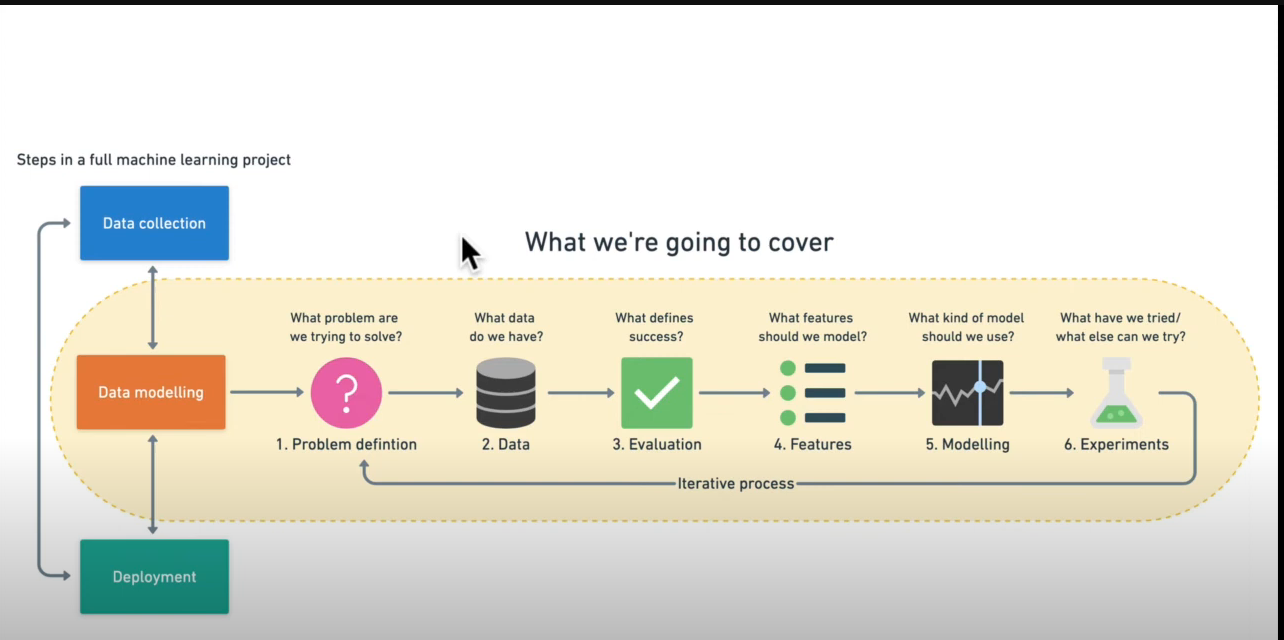 Steps in a full machine learning project
Data collection
What we're going to cover
What problem are
we trying to solve?
What data
do we have?
What defines
success?
What features
should we model?
What kind of model
should we use?
What have we tried/
what else can we try?
Data modelling
?
1. Problem defintion
2. Data
3. Evaluation
4. Features
5. Modelling
6. Experiments
Iterative process
Deployment